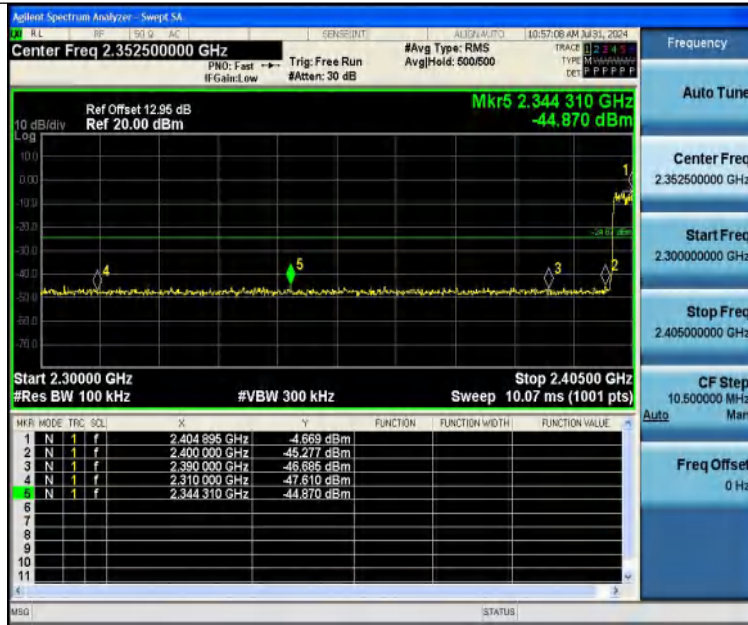 Agilent Spectrum Analyzer - Swept SA
RL RF 50 Ω AC SENSE:INT ALIGN AUTO 10:57:08 AM Jul 31, 2024
Center Freq 2.352500000 GHz
PNO: Fast
IFGain:Low
Trig: Free Run
#Atten: 30 dB
#Avg Type: RMS
Avg|Hold: 500/500
TRACE 1 2 3 4 5
TYPE M
DET P P P P P P
Ref Offset 12.95 dB
10 dB/div Ref 20.00 dBm
Log
Mkr5 2.344 310 GHz
-44.870 dBm
10.0
0.00
-10.0
-20.0
-30.0
-40.0
-50.0
-60.0
-70.0
1
2
3
4
5
Start 2.30000 GHz Stop 2.40500 GHz
#Res BW 100 kHz #VBW 300 kHz Sweep 10.07 ms (1001 pts)
MKR MODE TRC SCL X Y FUNCTION FUNCTION WIDTH FUNCTION VALUE
1 N 1 f 2.404 895 GHz -4.669 dBm
2 N 1 f 2.400 000 GHz -45.277 dBm
3 N 1 f 2.390 000 GHz -46.685 dBm
4 N 1 f 2.310 000 GHz -47.610 dBm
5 N 1 f 2.344 310 GHz -44.870 dBm
6
7
8
9
10
11
MSG STATUS
Frequency
Auto Tune
Center Freq
2.352500000 GHz
Start Freq
2.300000000 GHz
Stop Freq
2.405000000 GHz
CF Step
10.500000 MHz
Auto Man
Freq Offset
0 Hz